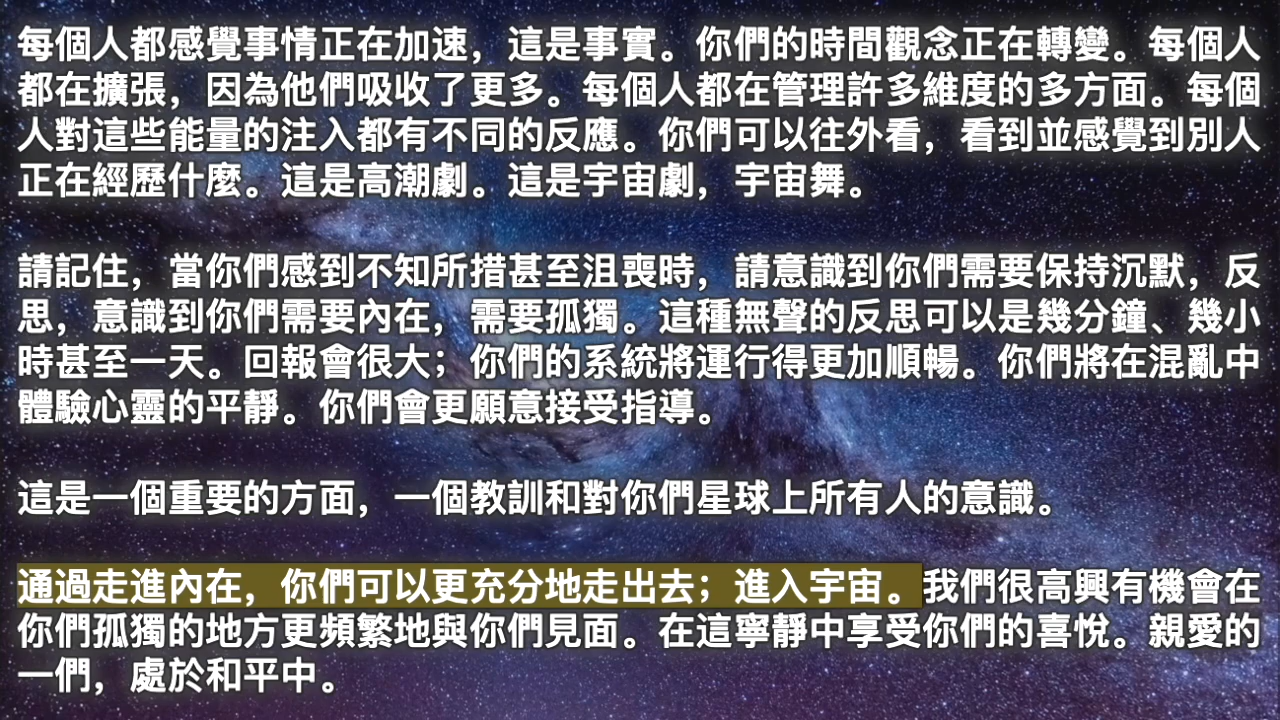 每個人都感覺事情正在加速，這是事實。你們的時間觀念正在轉變。每個人
都在擴張，因為他們吸收了更多。每個人都在管理許多維度的多方面。每個
人對這些能量的注入都有不同的反應。你們可以往外看，看到並感覺到別人
正在經歷什麼。這是高潮劇。這是宇宙劇，宇宙舞。
請記住，當你們感到不知所措甚至沮喪時，請意識到你們需要保持沉默，反
思，意識到你們需要內在，需要孤獨。這種無聲的反思可以是幾分鐘、幾小
時甚至一天。回報會很大；你們的系統將運行得更加順暢。你們將在混亂中
體驗心靈的平靜。你們會更願意接受指導。
這是一個重要的方面，一個教訓和對你們星球上所有人的意識。
通過走進內在，你們可以更充分地走出去；進入宇宙。我們很高興有機會在
你們孤獨的地方更頻繁地與你們見面。在這寧靜中享受你們的喜悅。親愛的
一們，處於和平中。